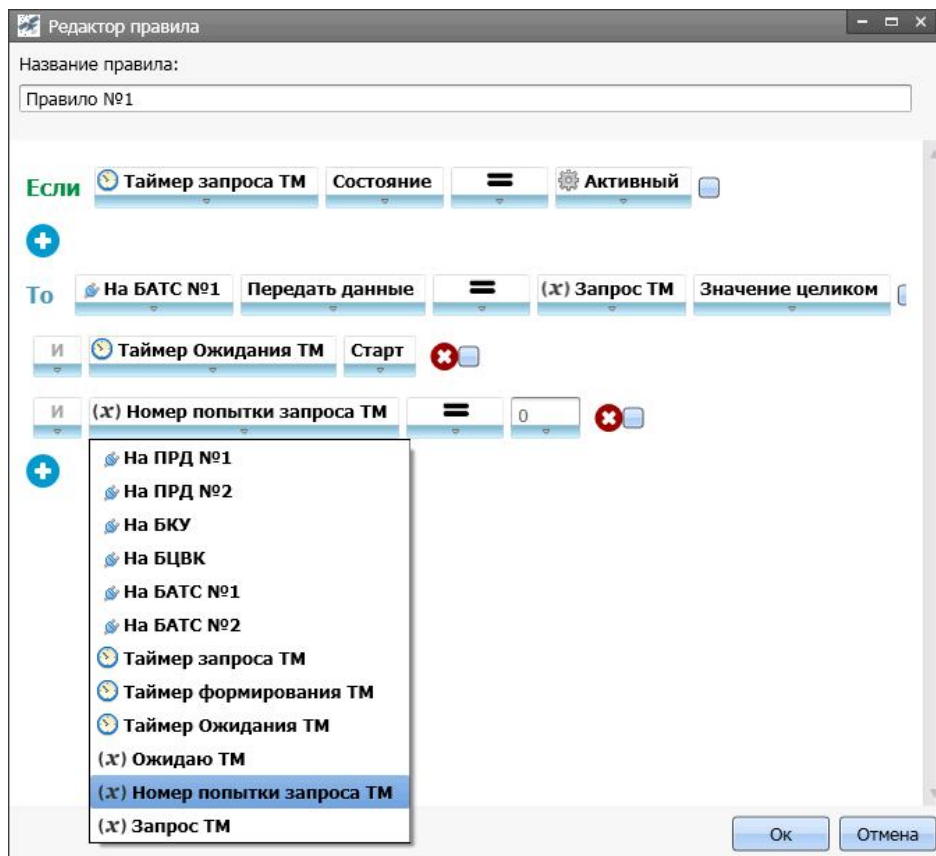 Редактор правила
Название правила:
Правило №1
Если Таймер запроса ТМ Состояние = Активный
То На БАТС №1 Передать данные = (x) Запрос ТМ Значение целиком
И Таймер Ожидания ТМ Старт
И (x) Номер попытки запроса ТМ = 0
На ПРД №1
На ПРД №2
На БКУ
На БЦВК
На БАТС №1
На БАТС №2
Таймер запроса ТМ
Таймер формирования ТМ
Таймер Ожидания ТМ
(x) Ожидаю ТМ
(x) Номер попытки запроса ТМ
(x) Запрос ТМ
Ок Отмена